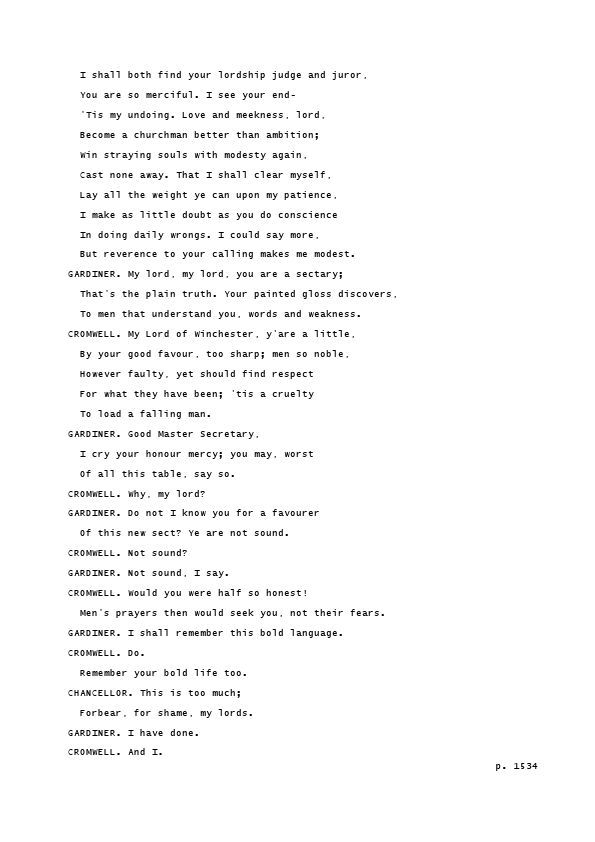 I shall both find your lordship judge and juror,
You are so merciful. I see your end-
'Tis my undoing. Love and meekness, lord,
Become a churchman better than ambition;
Win straying souls with modesty again,
Cast none away. That I shall clear myself,
Lay all the weight ye can upon my patience,
I make as little doubt as you do conscience
In doing daily wrongs. I could say more,
But reverence to your calling makes me modest.
GARDINER. My lord, my lord, you are a sectary;
That's the plain truth. Your painted gloss discovers,
To men that understand you, words and weakness.
CROMWELL. My Lord of Winchester, y'are a little,
By your good favour, too sharp; men so noble,
However faulty, yet should find respect
For what they have been; 'tis a cruelty
To load a falling man.
GARDINER. Good Master Secretary,
I cry your honour mercy; you may, worst
Of all this table, say so.
CROMWELL. Why, my lord?
GARDINER. Do not I know you for a favourer
Of this new sect? Ye are not sound.
CROMWELL. Not sound?
GARDINER. Not sound, I say.
CROMWELL. Would you were half so honest!
Men's prayers then would seek you, not their fears.
GARDINER. I shall remember this bold language.
CROMWELL. Do.
Remember your bold life too.
CHANCELLOR. This is too much;
Forbear, for shame, my lords.
GARDINER. I have done.
CROMWELL. And I.
p. 1534